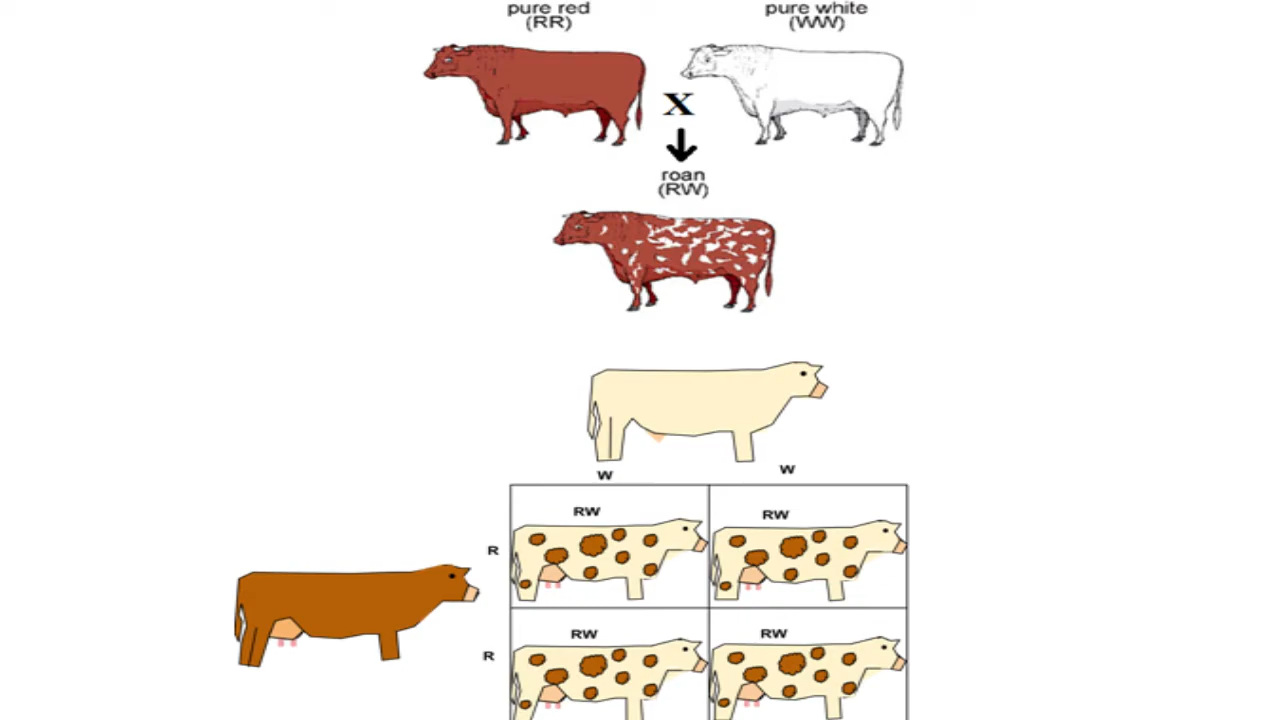 pure red
(RR)
pure white
(WW)
X
roan
(RW)
W
W
RW
RW
R
RW
RW
R